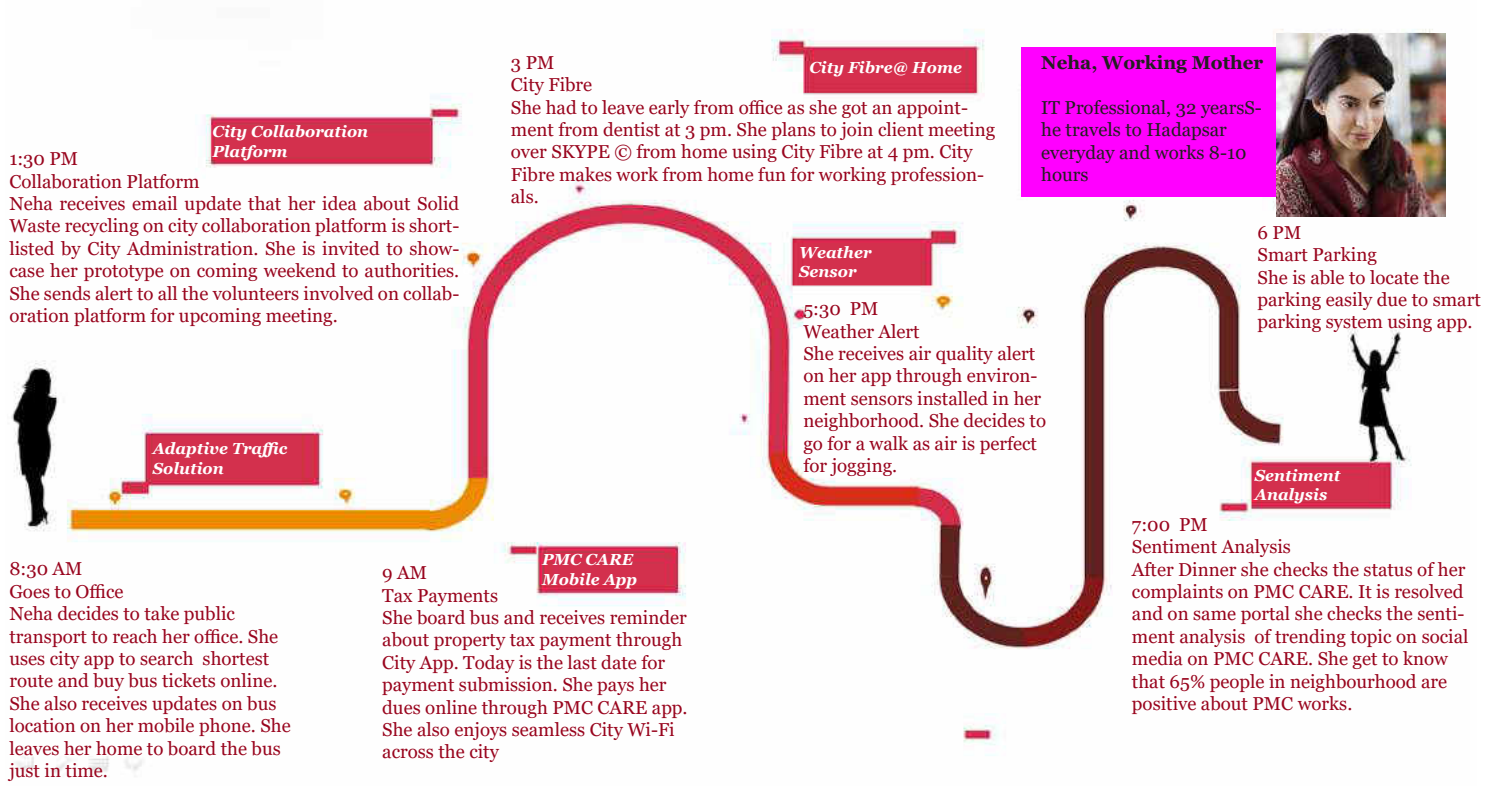 Neha, Working Mother
IT Professional, 32 yearsS-
he travels to Hadapsar
everyday and works 8-10
hours
Adaptive Traffic
Solution
8:30 AM
Goes to Office
Neha decides to take public
transport to reach her office. She
uses city app to search shortest
route and buy bus tickets online.
She also receives updates on bus
location on her mobile phone. She
leaves her home to board the bus
just in time.
PMC CARE
Mobile App
9 AM
Tax Payments
She board bus and receives reminder
about property tax payment through
City App. Today is the last date for
payment submission. She pays her
dues online through PMC CARE app.
She also enjoys seamless City Wi-Fi
across the city
City Collaboration
Platform
1:30 PM
Collaboration Platform
Neha receives email update that her idea about Solid
Waste recycling on city collaboration platform is short-
listed by City Administration. She is invited to show-
case her prototype on coming weekend to authorities.
She sends alert to all the volunteers involved on collab-
oration platform for upcoming meeting.
City Fibre@ Home
3 PM
City Fibre
She had to leave early from office as she got an appoint-
ment from dentist at 3 pm. She plans to join client meeting
over SKYPE © from home using City Fibre at 4 pm. City
Fibre makes work from home fun for working profession-
als.
Weather
Sensor
5:30 PM
Weather Alert
She receives air quality alert
on her app through environ-
ment sensors installed in her
neighborhood. She decides to
go for a walk as air is perfect
for jogging.
6 PM
Smart Parking
She is able to locate the
parking easily due to smart
parking system using app.
Sentiment
Analysis
7:00 PM
Sentiment Analysis
After Dinner she checks the status of her
complaints on PMC CARE. It is resolved
and on same portal she checks the senti-
ment analysis of trending topic on social
media on PMC CARE. She get to know
that 65% people in neighbourhood are
positive about PMC works.